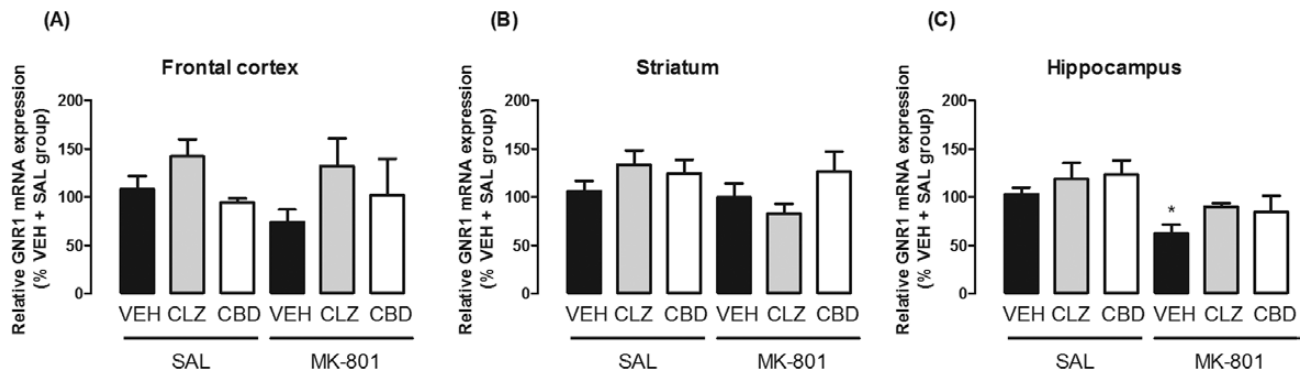 (A)
Frontal cortex
Relative GNR1 mRNA expression
(% VEH + SAL group)
200
150
100
50
0
VEH CLZ CBD VEH CLZ CBD
SAL MK-801
(B)
Striatum
Relative GNR1 mRNA expression
(% VEH + SAL group)
200
150
100
50
0
VEH CLZ CBD VEH CLZ CBD
SAL MK-801
(C)
Hippocampus
Relative GNR1 mRNA expression
(% VEH + SAL group)
200
150
100
50
0
*
VEH CLZ CBD VEH CLZ CBD
SAL MK-801